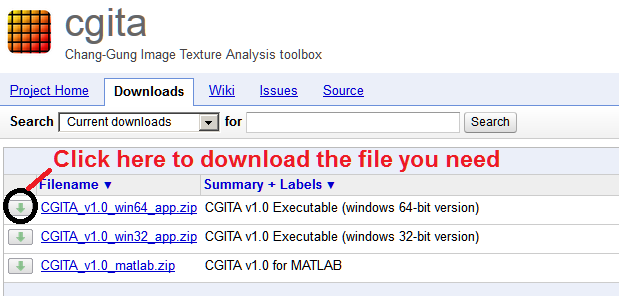 cgita
Chang-Gung Image Texture Analysis toolbox
Project Home Downloads Wiki Issues Source
Search Current downloads for Search
Click here to download the file you need
Filename ▼ Summary + Labels ▼
CGITA_v1.0_win64_app.zip CGITA v1.0 Executable (windows 64-bit version)
CGITA_v1.0_win32_app.zip CGITA v1.0 Executable (windows 32-bit version)
CGITA_v1.0_matlab.zip CGITA v1.0 for MATLAB